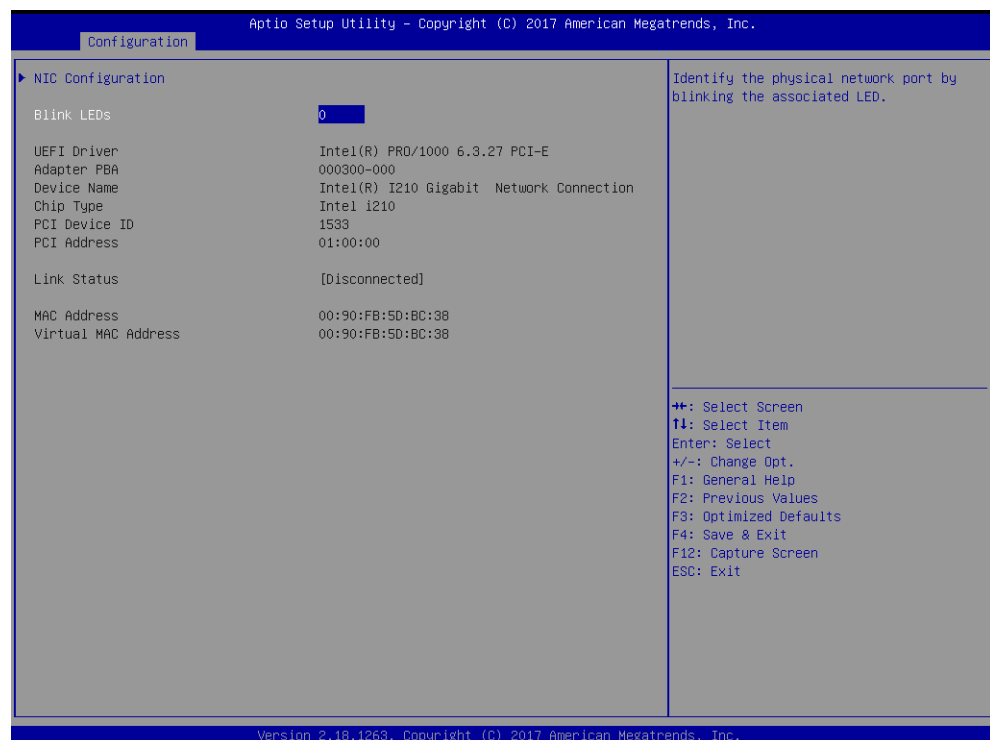 Aptio Setup Utility – Copyright (C) 2017 American Megatrends, Inc.
Configuration
▶ NIC Configuration
Blink LEDs 0
UEFI Driver Intel(R) PRO/1000 6.3.27 PCI-E
Adapter PBA 000300-000
Device Name Intel(R) I210 Gigabit  Network Connection
Chip Type Intel i210
PCI Device ID 1533
PCI Address 01:00:00
Link Status [Disconnected]
MAC Address 00:90:FB:5D:BC:38
Virtual MAC Address 00:90:FB:5D:BC:38
Identify the physical network port by
blinking the associated LED.
→←: Select Screen
↑↓: Select Item
Enter: Select
+/-: Change Opt.
F1: General Help
F2: Previous Values
F3: Optimized Defaults
F4: Save & Exit
F12: Capture Screen
ESC: Exit
Version 2.18.1263. Copyright (C) 2017 American Megatrends, Inc.